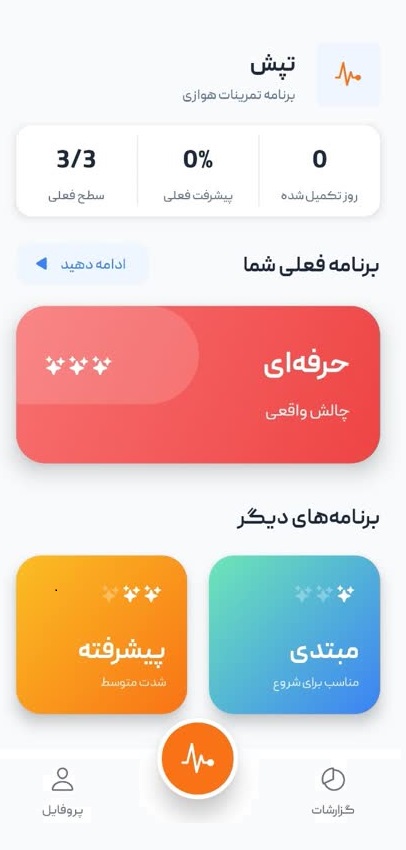 تپش
برنامه تمرینات هوازی
0
روز تکمیل شده
0%
پیشرفت فعلی
3/3
سطح فعلی
برنامه فعلی شما
ادامه دهید
حرفه‌ای
چالش واقعی
برنامه‌های دیگر
مبتدی
مناسب برای شروع
پیشرفته
شدت متوسط
گزارشات
پروفایل